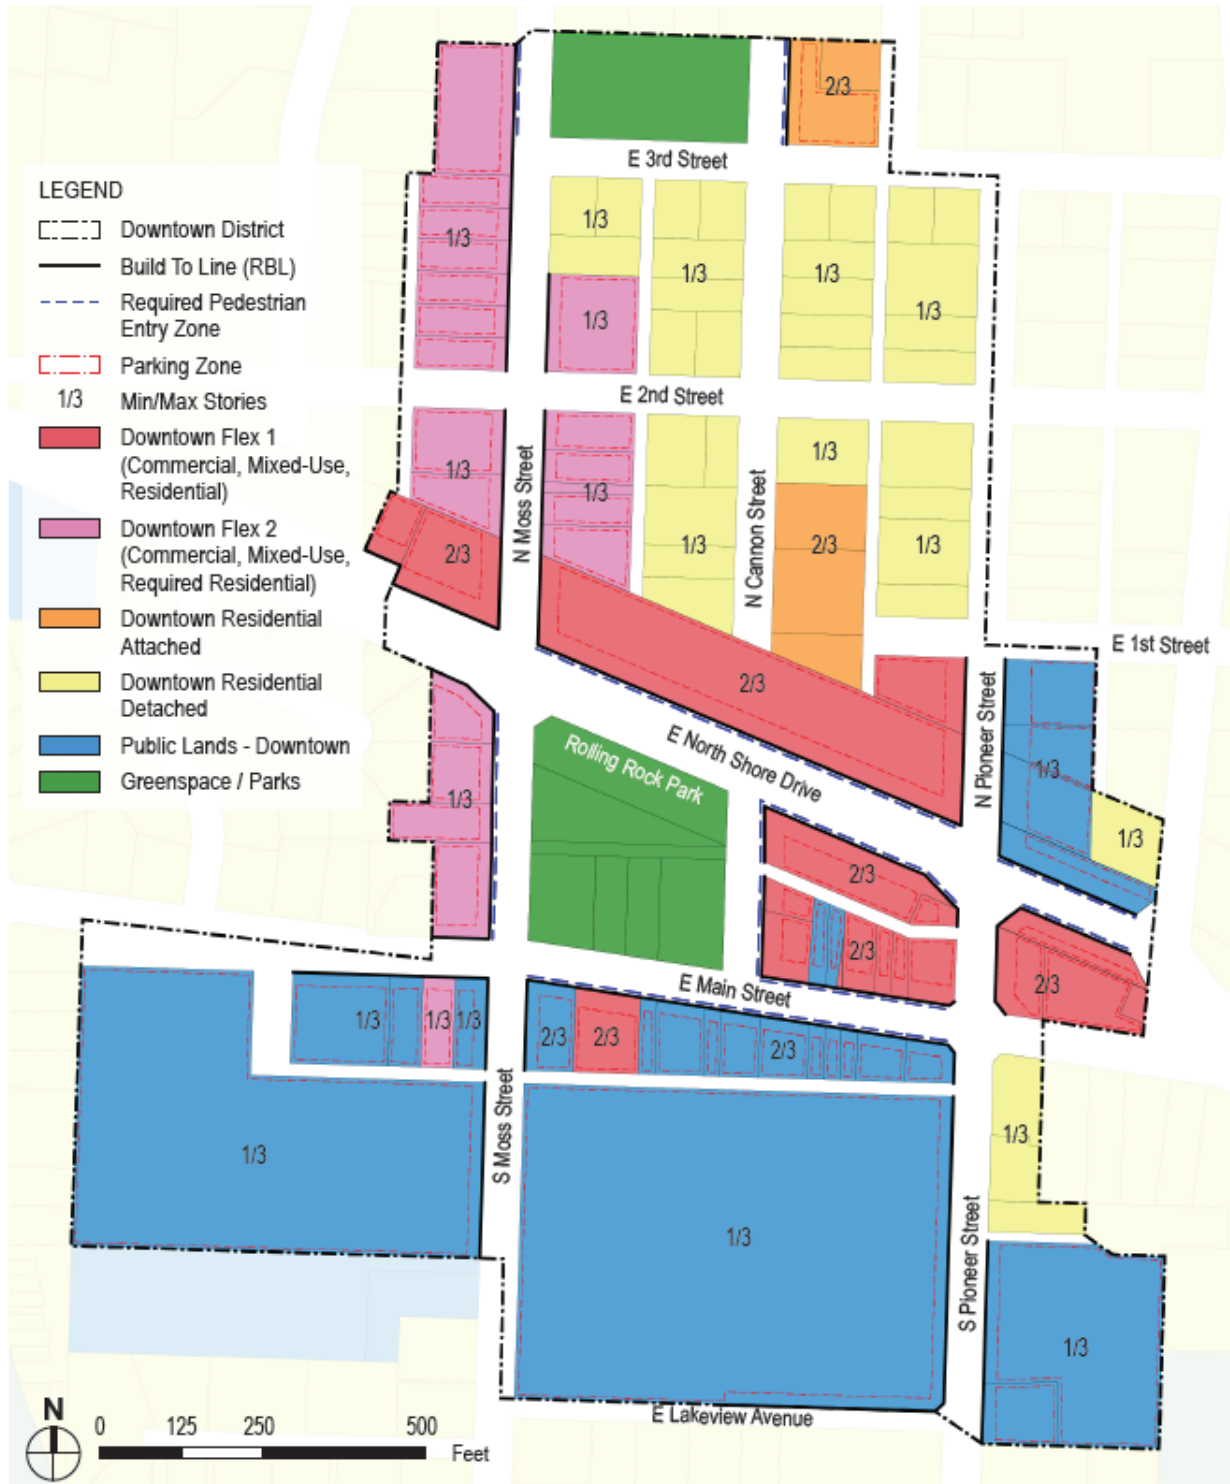 LEGEND
Downtown District
Build To Line (RBL)
Required Pedestrian
Entry Zone
Parking Zone
1/3 Min/Max Stories
Downtown Flex 1
(Commercial, Mixed-Use,
Residential)
Downtown Flex 2
(Commercial, Mixed-Use,
Required Residential)
Downtown Residential
Attached
Downtown Residential
Detached
Public Lands - Downtown
Greenspace / Parks
2/3
E 3rd Street
1/3
1/3
1/3
1/3
1/3
1/3
E 2nd Street
1/3
1/3
N Moss Street
1/3
1/3
N Cannon Street
2/3
2/3
1/3
1/3
E 1st Street
2/3
N Pioneer Street
E North Shore Drive
Rolling Rock Park
1/3
1/3
1/3
2/3
2/3
2/3
E Main Street
1/3
1/3
1/3
2/3
2/3
2/3
S Moss Street
1/3
1/3
1/3
S Pioneer Street
1/3
E Lakeview Avenue
N
0 125 250 500
Feet